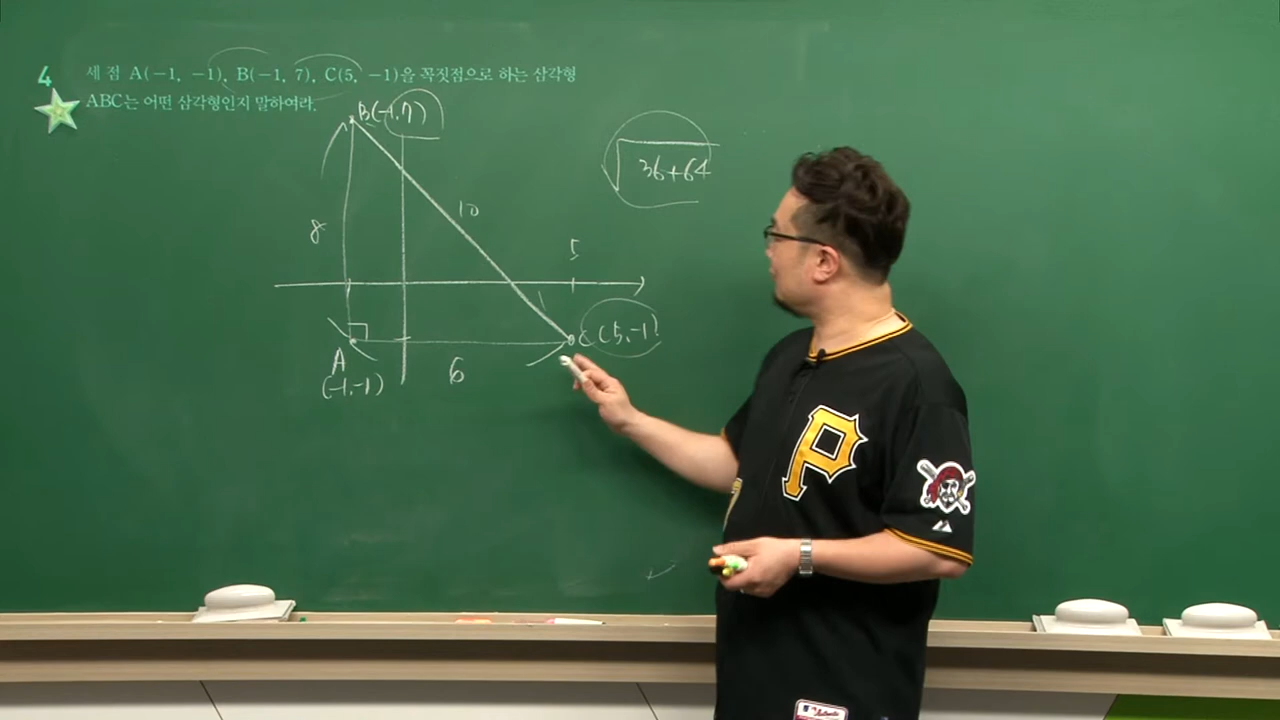 4 세 점 A(−1, −1), B(−1, 7), C(5, −1)을 꼭짓점으로 하는 삼각형
ABC는 어떤 삼각형인지 말하여라.
B(-1,7)
√36+64
10
8
5
C(5,-1)
A
(-1,-1)
6
P